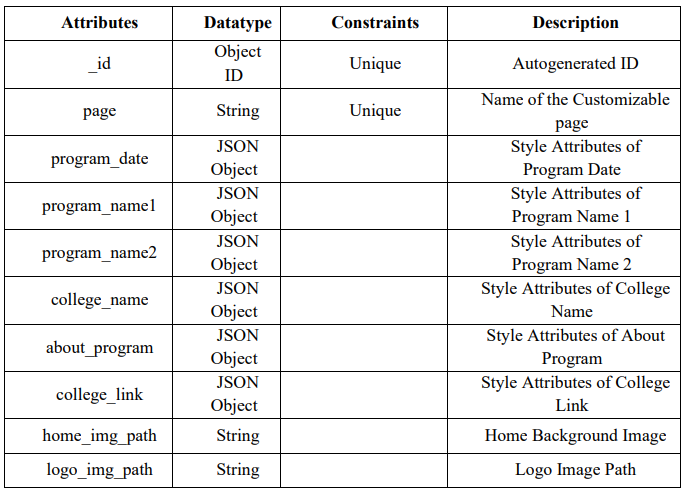 Attributes Datatype Constraints Description
_id Object ID Unique Autogenerated ID
page String Unique Name of the Customizable page
program_date JSON Object Style Attributes of Program Date
program_name1 JSON Object Style Attributes of Program Name 1
program_name2 JSON Object Style Attributes of Program Name 2
college_name JSON Object Style Attributes of College Name
about_program JSON Object Style Attributes of About Program
college_link JSON Object Style Attributes of College Link
home_img_path String Home Background Image
logo_img_path String Logo Image Path